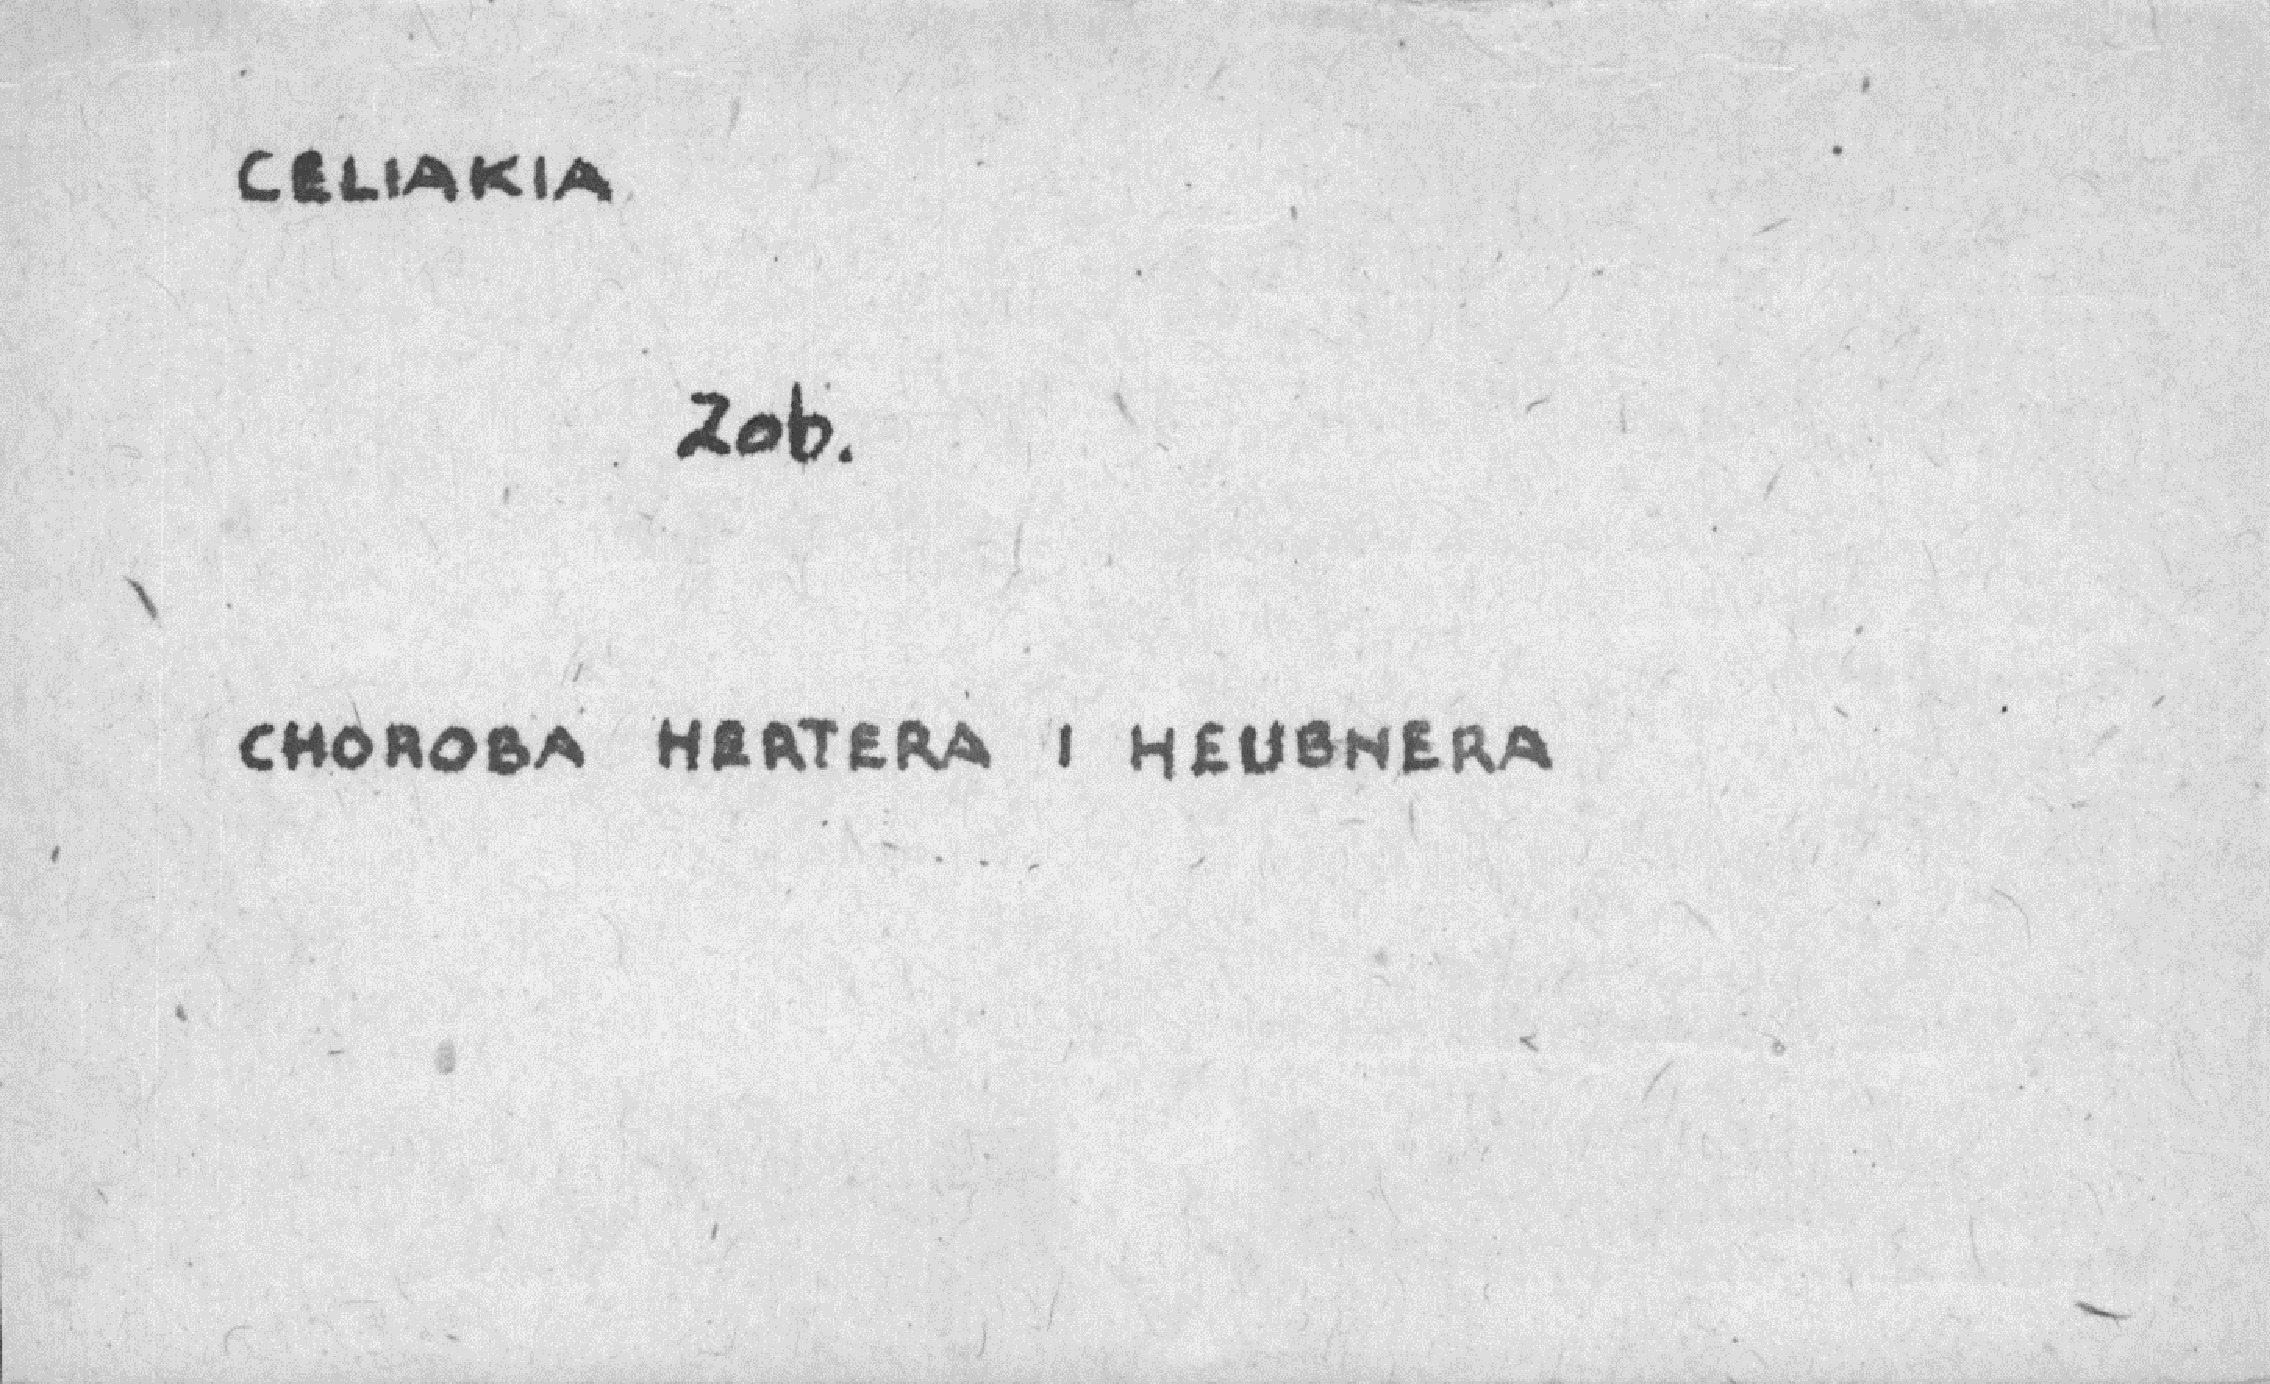 CELIAKIA
Zob.
CHOROBA HERTERA I HEUBNERA